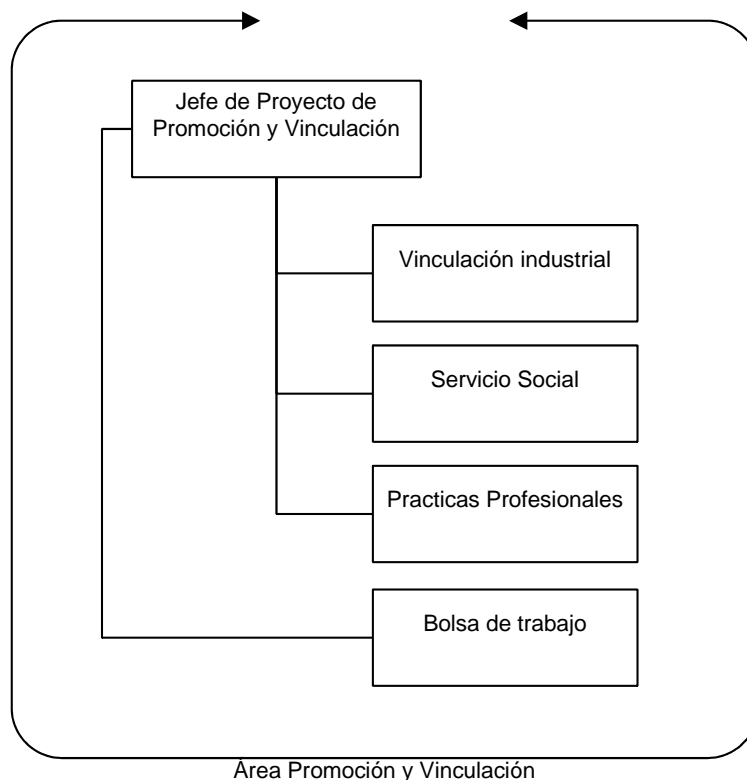 Jefe de Proyecto de
Promoción y Vinculación
Vinculación industrial
Servicio Social
Practicas Profesionales
Bolsa de trabajo
Área Promoción y Vinculación